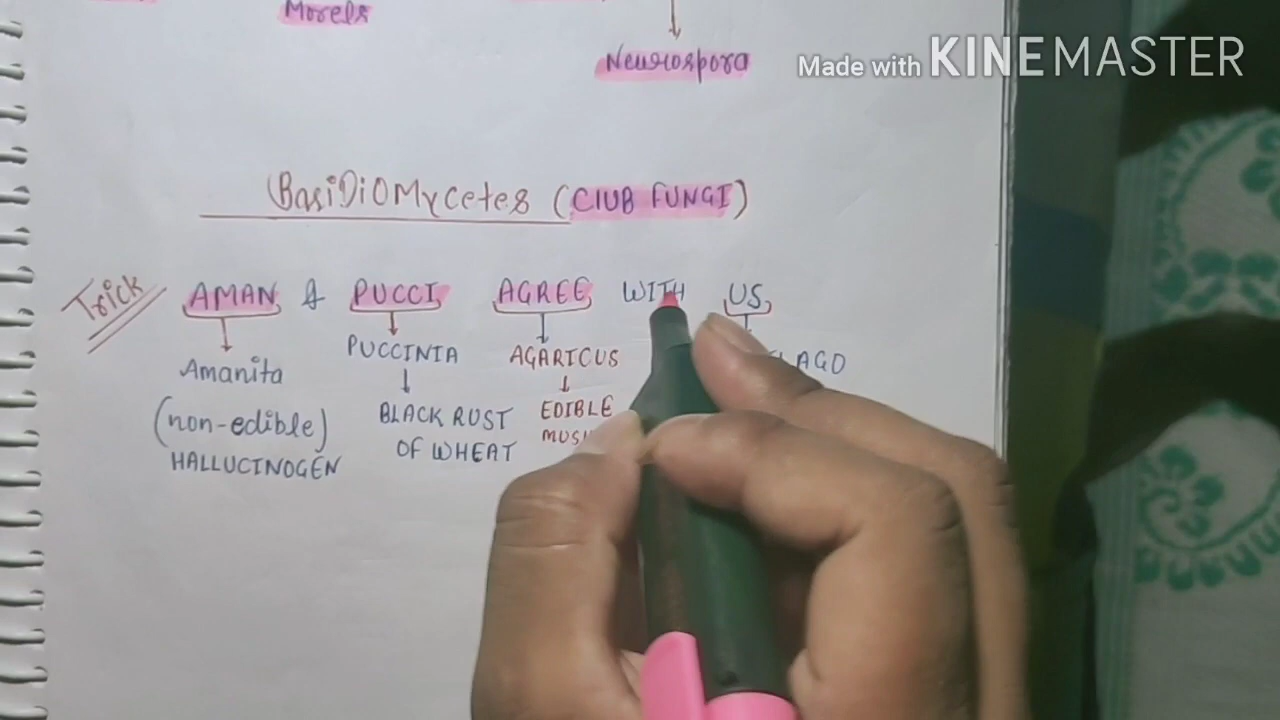 Morels
Neurospora
Made with KINEMASTER
BasiDiOMycetes (ClUB FUNGI)
Trick
AMAN & PUCCI AGREE WITH US
Amanita
(non-edible)
HALLUCINOGEN
PUCCINIA
BLACK RUST
OF WHEAT
AGARICUS
EDIBLE